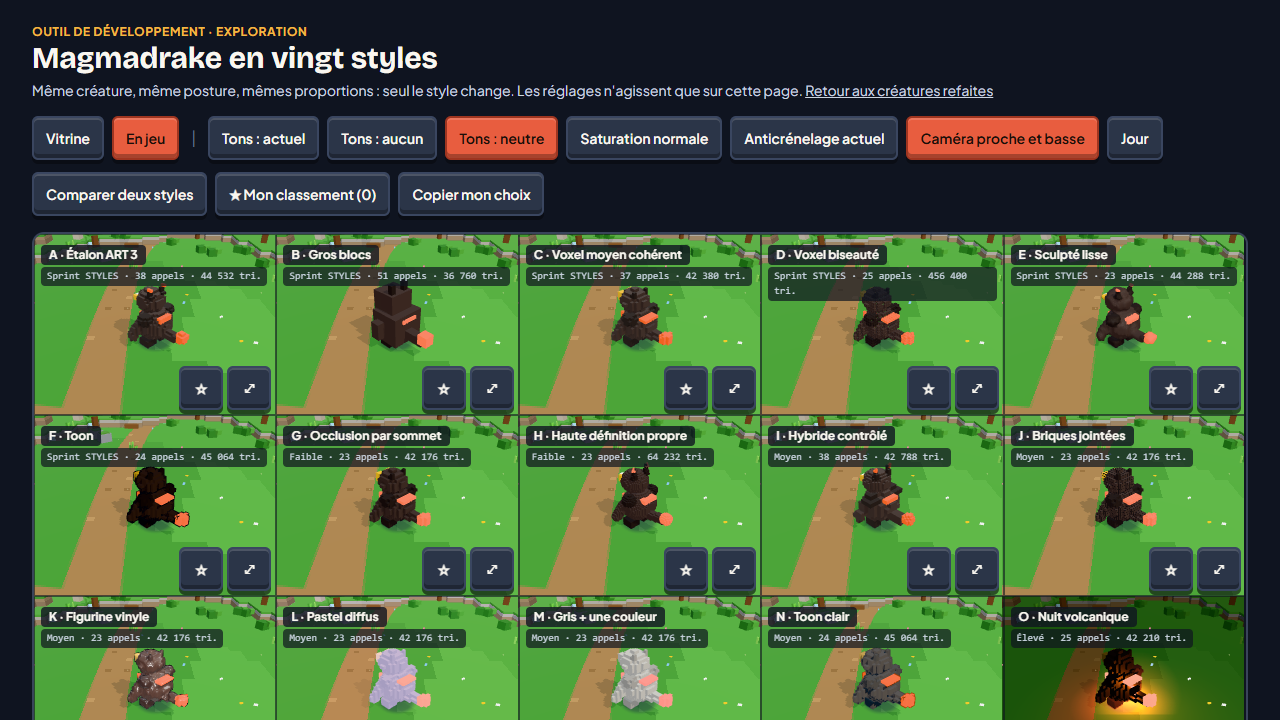 OUTIL DE DÉVELOPPEMENT · EXPLORATION
Magmadrake en vingt styles
Même créature, même posture, mêmes proportions : seul le style change. Les réglages n'agissent que sur cette page. Retour aux créatures refaites
Vitrine
En jeu
|
Tons : actuel
Tons : aucun
Tons : neutre
Saturation normale
Anticrénelage actuel
Caméra proche et basse
Jour
Comparer deux styles
★ Mon classement (0)
Copier mon choix
A · Étalon ART 3
Sprint STYLES · 38 appels · 44 532 tri.
B · Gros blocs
Sprint STYLES · 51 appels · 36 760 tri.
C · Voxel moyen cohérent
Sprint STYLES · 37 appels · 42 380 tri.
D · Voxel biseauté
Sprint STYLES · 25 appels · 456 400
tri.
E · Sculpté lisse
Sprint STYLES · 23 appels · 44 288 tri.
F · Toon
Sprint STYLES · 24 appels · 45 064 tri.
G · Occlusion par sommet
Faible · 23 appels · 42 176 tri.
H · Haute définition propre
Faible · 23 appels · 64 232 tri.
I · Hybride contrôlé
Moyen · 38 appels · 42 788 tri.
J · Briques jointées
Moyen · 23 appels · 42 176 tri.
K · Figurine vinyle
Moyen · 23 appels · 42 176 tri.
L · Pastel diffus
Moyen · 23 appels · 42 176 tri.
M · Gris + une couleur
Moyen · 23 appels · 42 176 tri.
N · Toon clair
Moyen · 24 appels · 45 064 tri.
O · Nuit volcanique
Élevé · 25 appels · 42 210 tri.